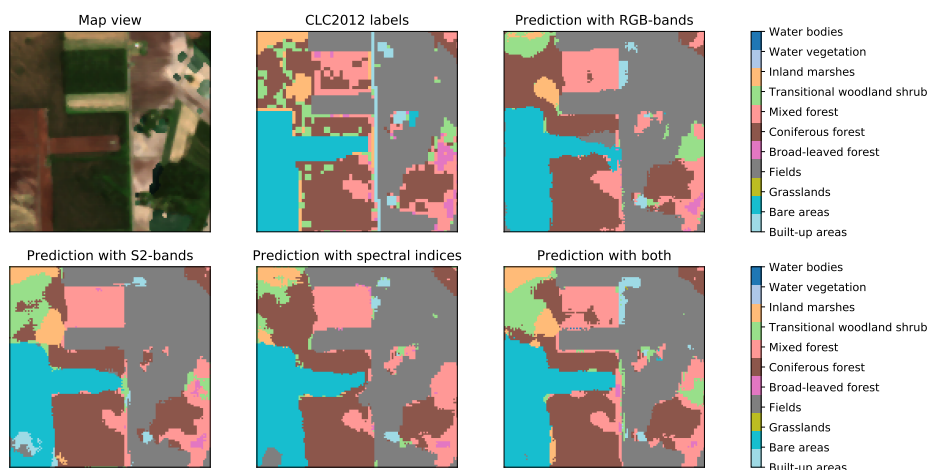 Map view
CLC2012 labels
Prediction with RGB-bands
Water bodies
Water vegetation
Inland marshes
Transitional woodland shrub
Mixed forest
Coniferous forest
Broad-leaved forest
Fields
Grasslands
Bare areas
Built-up areas
Prediction with S2-bands
Prediction with spectral indices
Prediction with both
Water bodies
Water vegetation
Inland marshes
Transitional woodland shrub
Mixed forest
Coniferous forest
Broad-leaved forest
Fields
Grasslands
Bare areas
Built-up areas